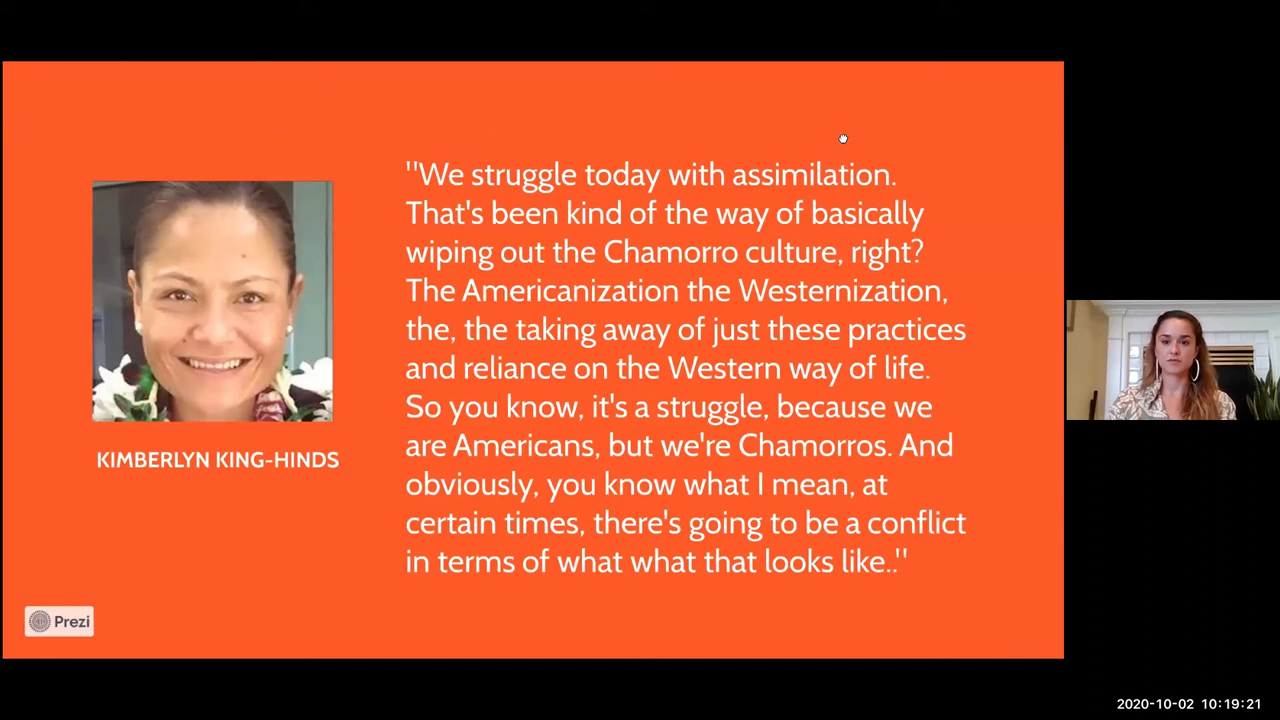 "We struggle today with assimilation.
That's been kind of the way of basically
wiping out the Chamorro culture, right?
The Americanization the Westernization,
the, the taking away of just these practices
and reliance on the Western way of life.
So you know, it's a struggle, because we
are Americans, but we're Chamorros. And
obviously, you know what I mean, at
certain times, there's going to be a conflict
in terms of what what that looks like.."
KIMBERLYN KING-HINDS
Prezi
2020-10-02 10:19:21